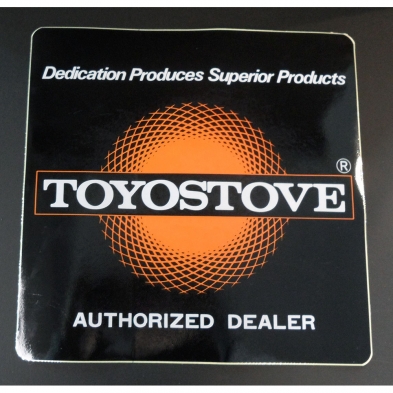 Dedication Produces Superior Products
TOYOSTOVE®
AUTHORIZED DEALER